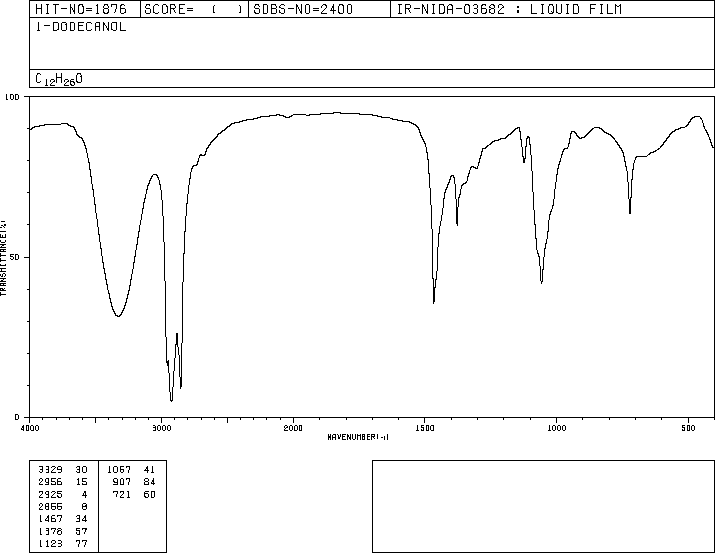 HIT-NO=1876 SCORE= ( ) SDBS-NO=2400 IR-NIDA-03682 : LIQUID FILM
1-DODECANOL
C12H26O
100
50
0
TRANSMITTANCE(%)
4000 3000 2000 1500 1000 500
WAVENUMBER(-1)
3329 30 1057 41
2956 15 907 84
2925 4 721 60
2855 8
1467 34
1378 57
1123 77